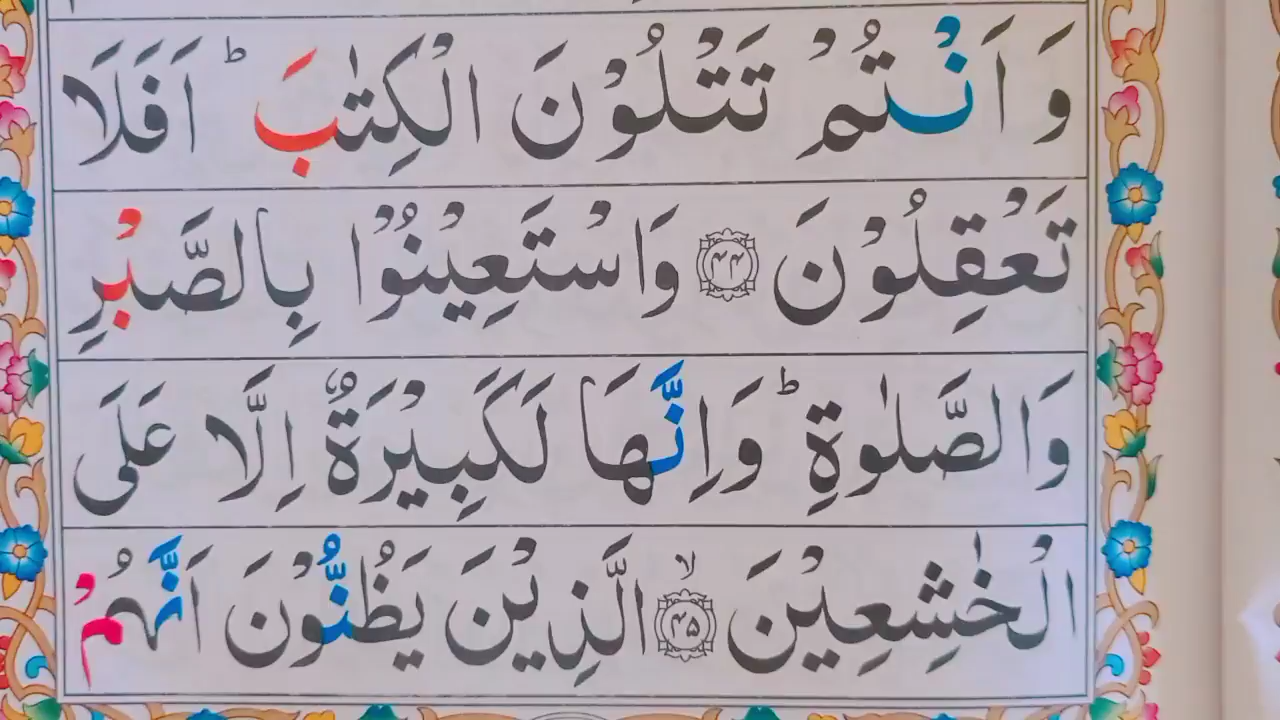 وَ اَنْتُمْ تَتْلُوْنَ الْكِتٰبَ ؕ اَفَلَا
تَعْقِلُوْنَ ﴿۴۴﴾ وَاسْتَعِيْنُوْا بِالصَّبْرِ
وَالصَّلٰوةِ ؕ وَاِنَّهَا لَكَبِيْرَةٌ اِلَّا عَلَى
الْخٰشِعِيْنَ ﴿۴۵﴾ۙ الَّذِيْنَ يَظُنُّوْنَ اَنَّهُمْ